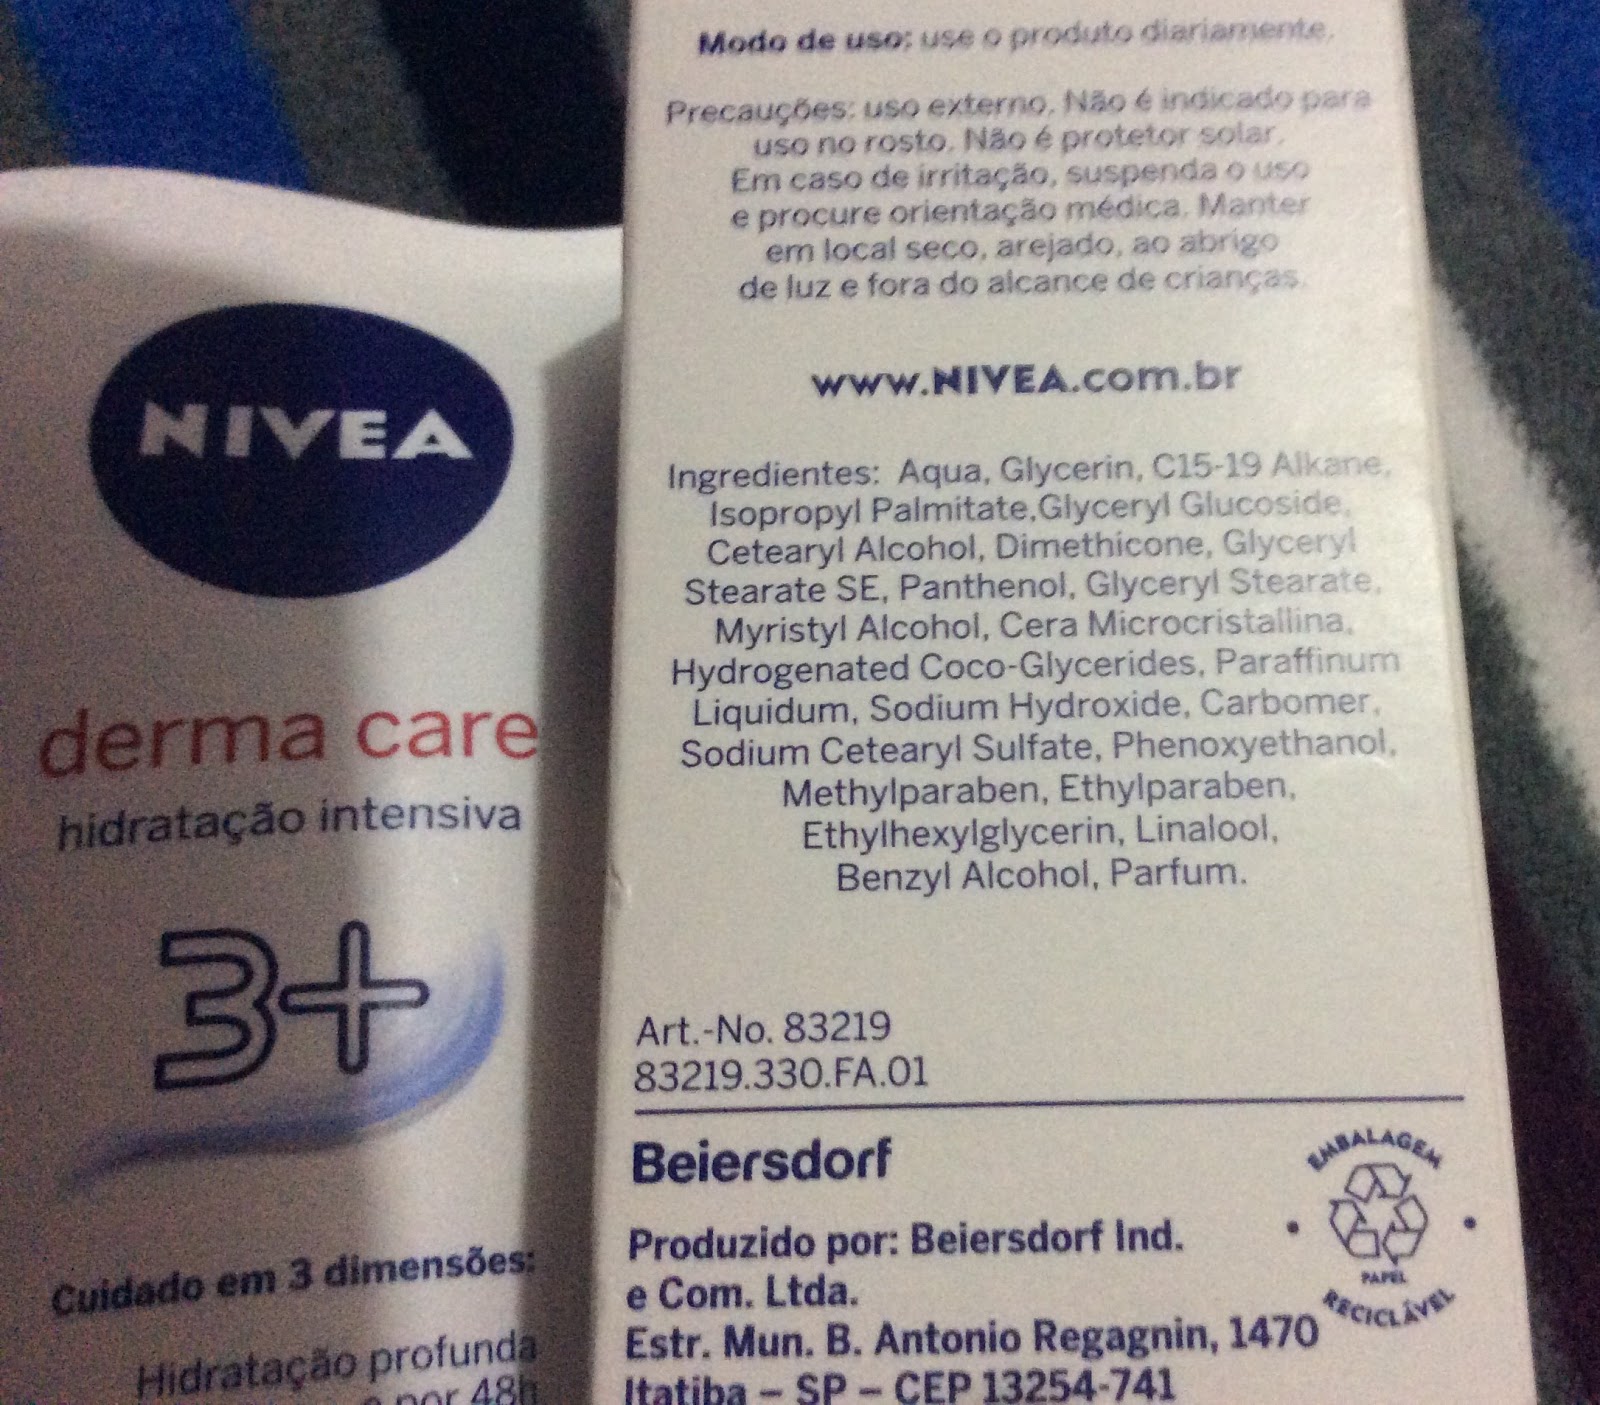 NIVEA
derma care
hidratação intensiva
3+
Cuidado em 3 dimensões:
Hidratação profunda
e por 48h
Modo de uso: use o produto diariamente.
Precauções: uso externo. Não é indicado para
uso no rosto. Não é protetor solar.
Em caso de irritação, suspenda o uso
e procure orientação médica. Manter
em local seco, arejado, ao abrigo
de luz e fora do alcance de crianças.
www.NIVEA.com.br
Ingredientes: Aqua, Glycerin, C15-19 Alkane,
Isopropyl Palmitate,Glyceryl Glucoside,
Cetearyl Alcohol, Dimethicone, Glyceryl
Stearate SE, Panthenol, Glyceryl Stearate,
Myristyl Alcohol, Cera Microcristallina,
Hydrogenated Coco-Glycerides, Paraffinum
Liquidum, Sodium Hydroxide, Carbomer,
Sodium Cetearyl Sulfate, Phenoxyethanol,
Methylparaben, Ethylparaben,
Ethylhexylglycerin, Linalool,
Benzyl Alcohol, Parfum.
Art.-No. 83219
83219.330.FA.01
Beiersdorf
Produzido por: Beiersdorf Ind.
e Com. Ltda.
Estr. Mun. B. Antonio Regagnin, 1470
Itatiba – SP – CEP 13254-741
EMBALAGEM
PAPEL
RECICLÁVEL